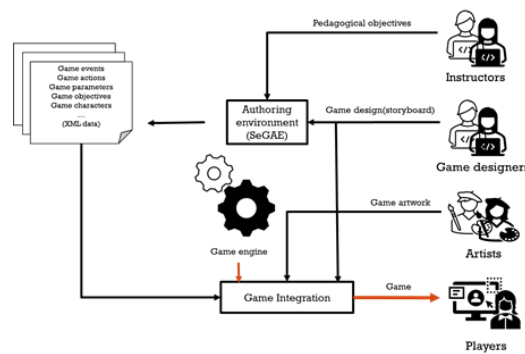 Pedagogical objectives
Instructors
Game events
Game actions
Game parameters
Game objectives
Game characters
...
(XML data)
Authoring
environment
(SeGAE)
Game design(storyboard)
Game designers
Game artwork
Artists
Game engine
Game Integration
Game
Players